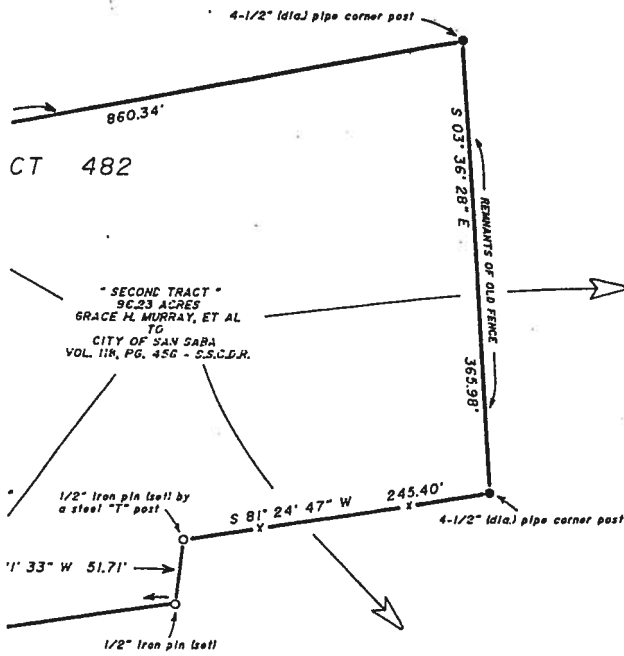 4-1/2" (dia.) pipe corner post
860.34'
CT 482
S 03° 36' 28" E
REMNANTS OF OLD FENCE
365.98'
" SECOND TRACT "
96.23 ACRES
GRACE H. MURRAY, ET AL
TO
CITY OF SAN SABA
VOL. 118, PG. 456 - S.S.C.D.R.
1/2" iron pin (set) by
a steel "T" post
S 81° 24' 47" W 245.40'
4-1/2" (dia.) pipe corner post
1' 33" W 51.71'
1/2" iron pin (set)